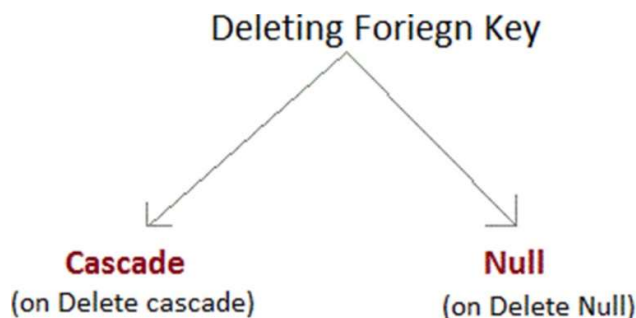 Deleting Foriegn Key
Cascade
(on Delete cascade)
Null
(on Delete Null)